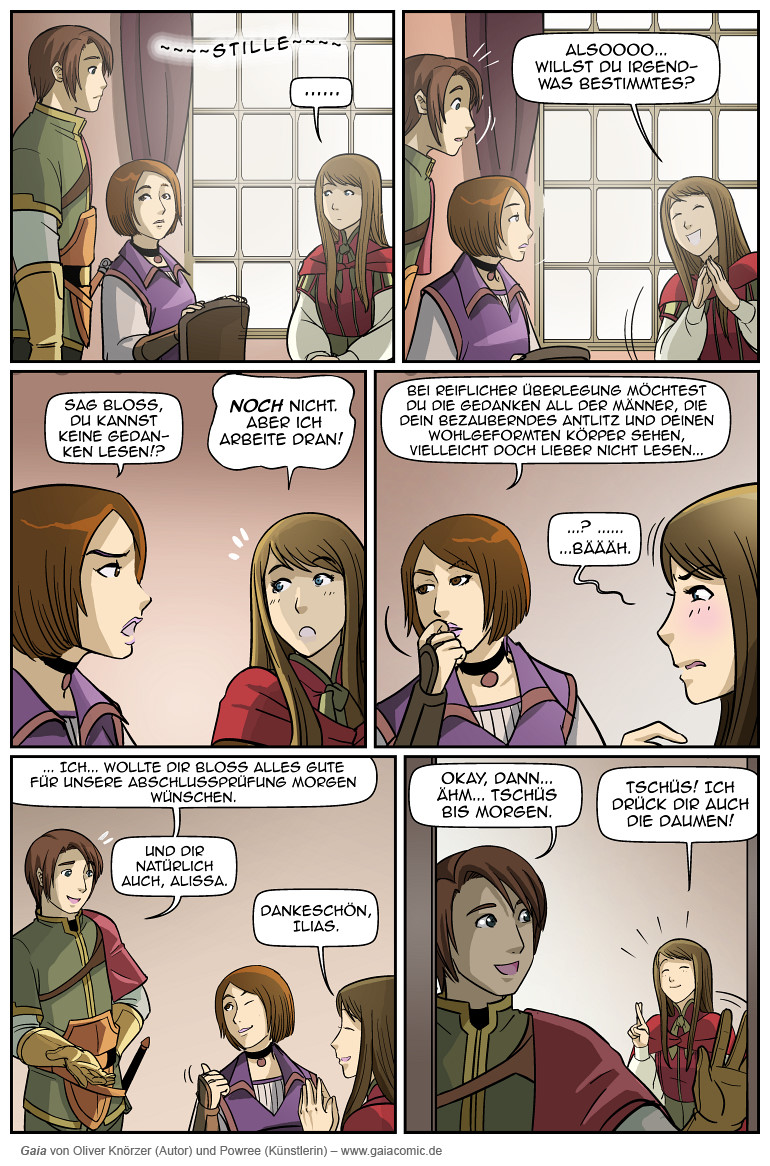 ~~~~STILLE~~~~
......
ALSOOOO...
WILLST DU IRGEND-
WAS BESTIMMTES?
SAG BLOSS,
DU KANNST
KEINE GEDAN-
KEN LESEN!?
NOCH NICHT.
ABER ICH
ARBEITE DRAN!
BEI REIFLICHER ÜBERLEGUNG MÖCHTEST
DU DIE GEDANKEN ALL DER MÄNNER, DIE
DEIN BEZAUBERNDES ANTLITZ UND DEINEN
WOHLGEFORMTEN KÖRPER SEHEN,
VIELLEICHT DOCH LIEBER NICHT LESEN...
...? ......
...BÄÄÄH.
... ICH... WOLLTE DIR BLOSS ALLES GUTE
FÜR UNSERE ABSCHLUSSPRÜFUNG MORGEN
WÜNSCHEN.
UND DIR
NATÜRLICH
AUCH, ALISSA.
DANKESCHÖN,
ILIAS.
OKAY, DANN...
ÄHM... TSCHÜS
BIS MORGEN.
TSCHÜS! ICH
DRÜCK DIR AUCH
DIE DAUMEN!
Gaia von Oliver Knörzer (Autor) und Powree (Künstlerin) – www.gaiacomic.de